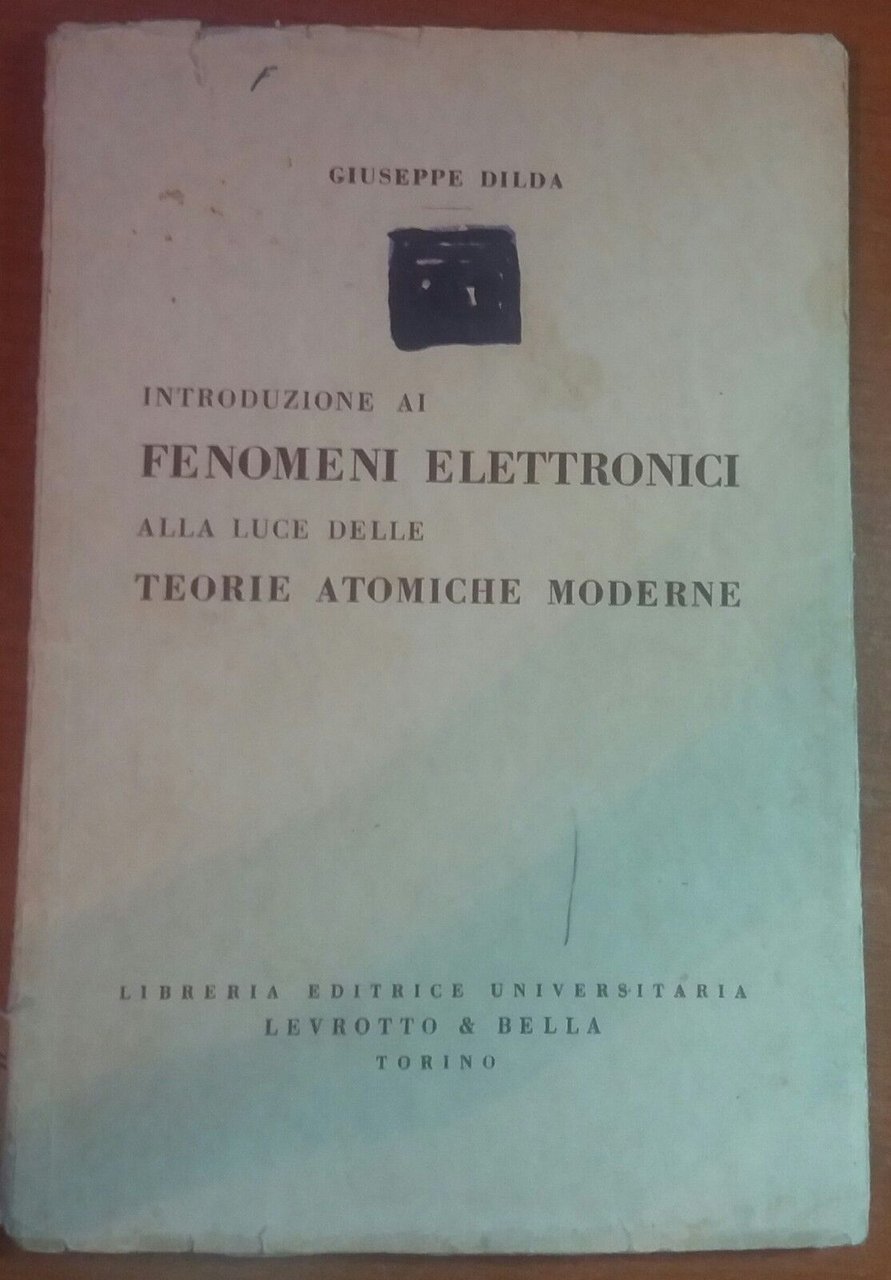 GIUSEPPE DILDA
INTRODUZIONE AI
FENOMENI ELETTRONICI
ALLA LUCE DELLE
TEORIE ATOMICHE MODERNE
LIBRERIA EDITRICE UNIVERSITARIA
LEVROTTO & BELLA
TORINO